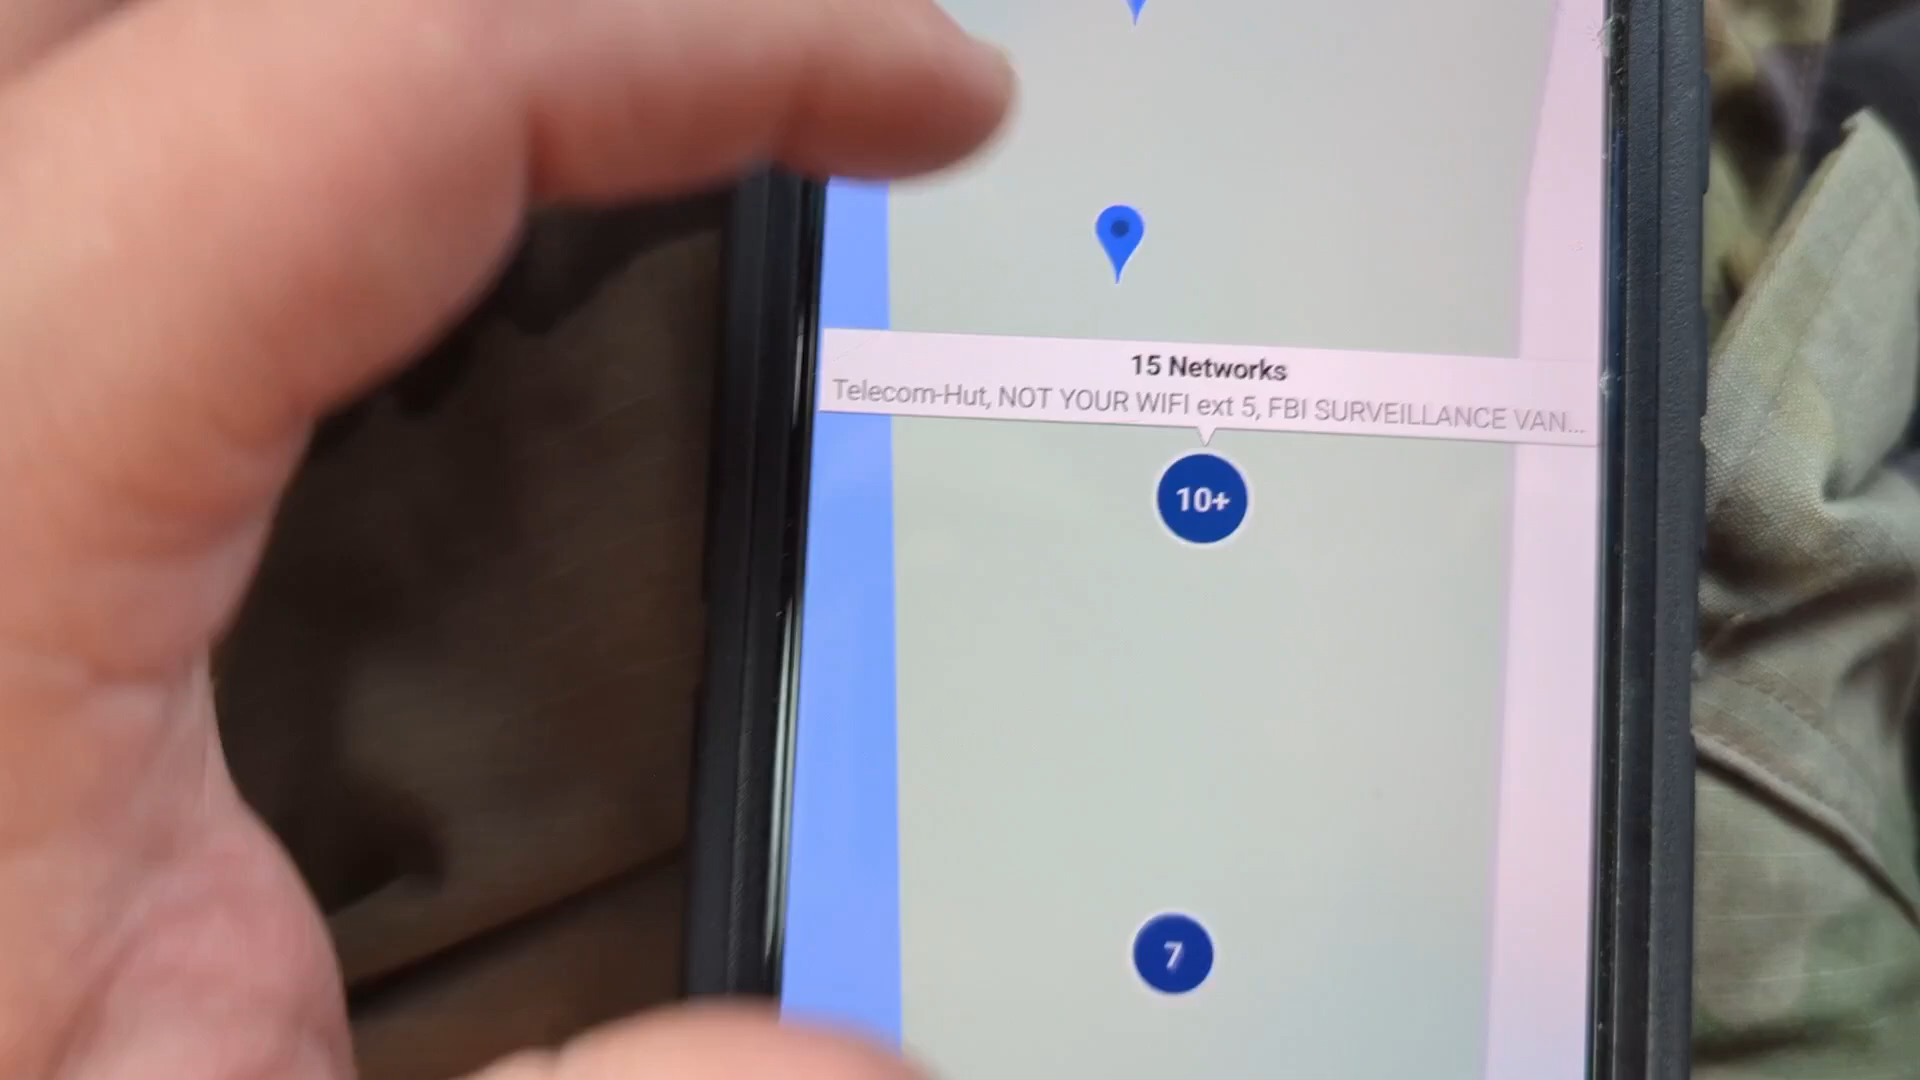 15 Networks
Telecom-Hut, NOT YOUR WIFI ext 5, FBI SURVEILLANCE VAN...
10+
7